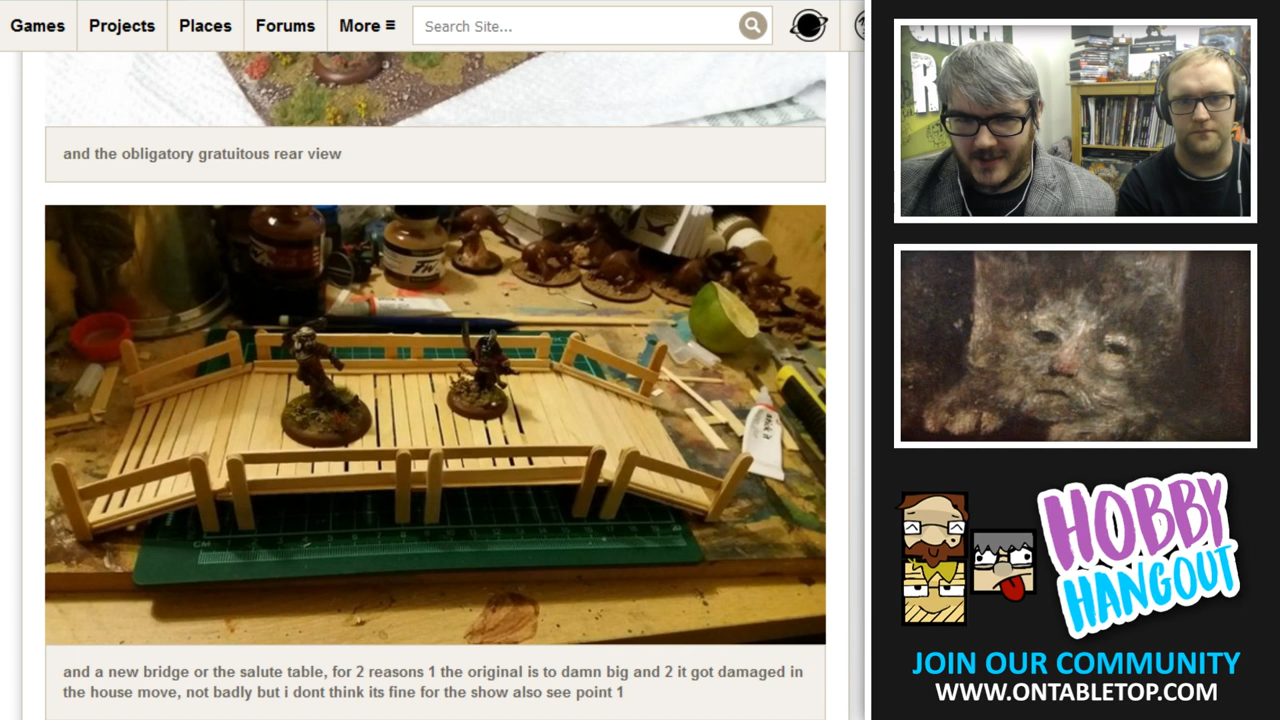 Games
Projects
Places
Forums
More ≡
Search Site...
and the obligatory gratuitous rear view
FW
CM
and a new bridge or the salute table, for 2 reasons 1 the original is to damn big and 2 it got damaged in
the house move, not badly but i dont think its fine for the show also see point 1
HOBBY
HANGOUT
JOIN OUR COMMUNITY
WWW.ONTABLETOP.COM